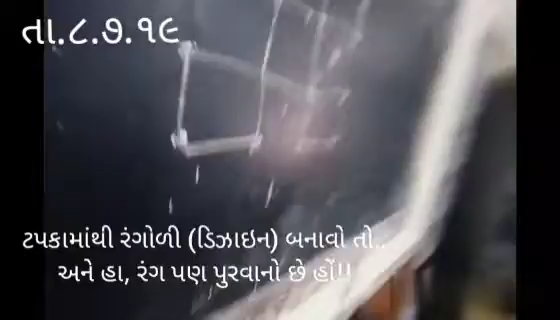 તા.૮.૭.૧૯
ટપકામાંથી રંગોળી (ડિઝાઇન) બનાવો તો..
અને હા, રંગ પણ પુરવાનો છે હોં!!